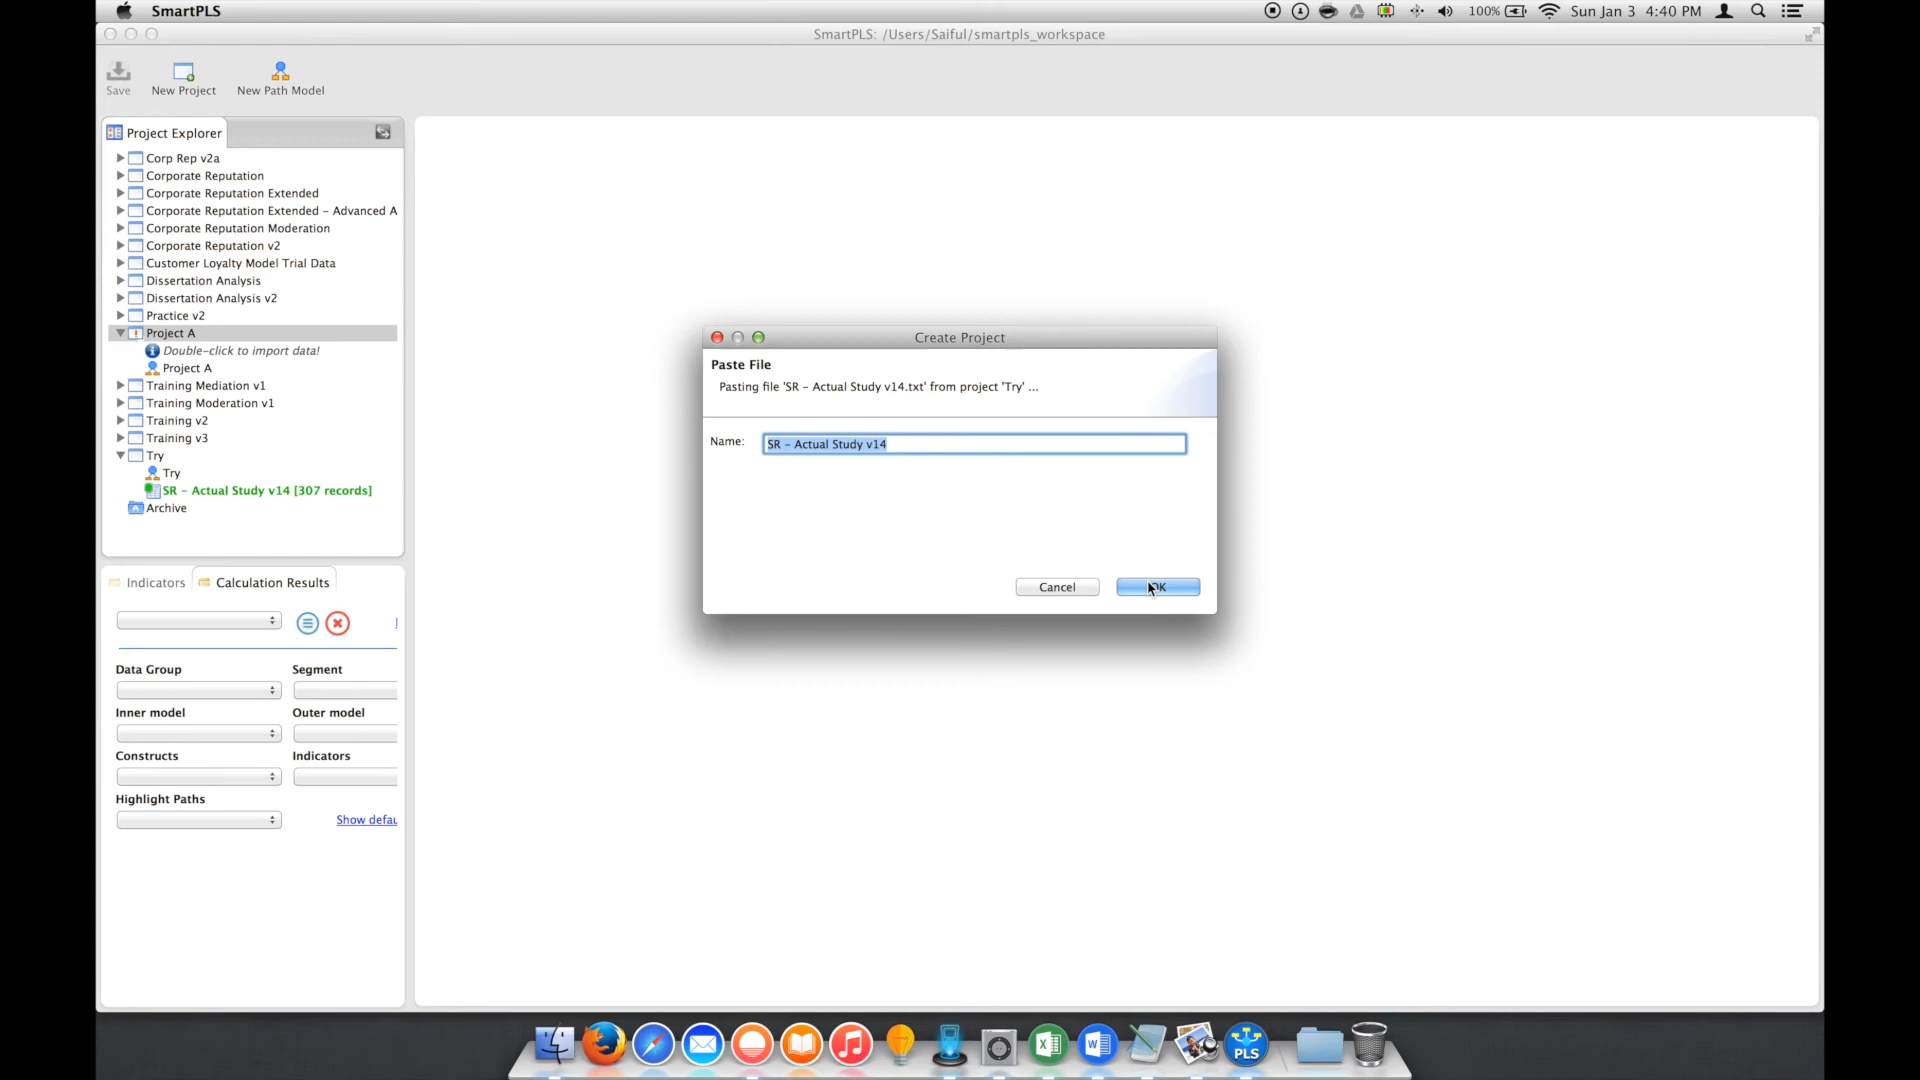 SmartPLS
100%
Sun Jan 3 4:40 PM
SmartPLS: /Users/Saiful/smartpls_workspace
Save
New Project
New Path Model
Project Explorer
Corp Rep v2a
Corporate Reputation
Corporate Reputation Extended
Corporate Reputation Extended - Advanced A
Corporate Reputation Moderation
Corporate Reputation v2
Customer Loyalty Model Trial Data
Dissertation Analysis
Dissertation Analysis v2
Practice v2
Project A
Double-click to import data!
Project A
Training Mediation v1
Training Moderation v1
Training v2
Training v3
Try
Try
SR - Actual Study v14 [307 records]
Archive
Create Project
Paste File
Pasting file 'SR - Actual Study v14.txt' from project 'Try' ...
Name:
SR - Actual Study v14
Cancel
OK
Indicators
Calculation Results
Data Group
Segment
Inner model
Outer model
Constructs
Indicators
Highlight Paths
Show defau
PLS